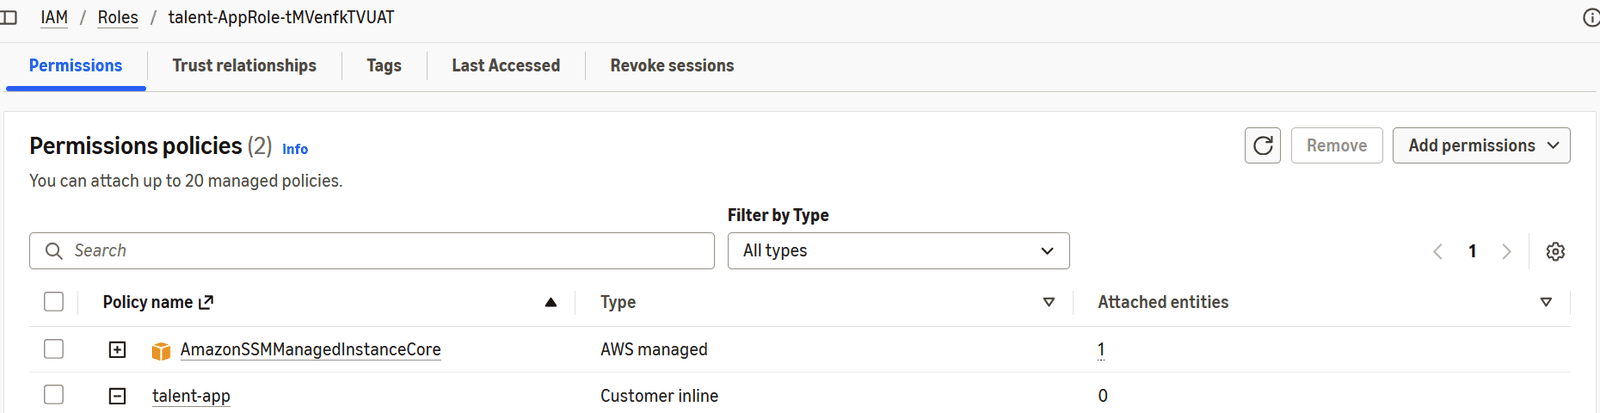 IAM / Roles / talent-AppRole-tMVenfkTVUAT
Permissions Trust relationships Tags Last Accessed Revoke sessions
Permissions policies (2) Info
Remove Add permissions
You can attach up to 20 managed policies.
Filter by Type
Search All types 1
Policy name Type Attached entities
AmazonSSMManagedInstanceCore AWS managed 1
talent-app Customer inline 0